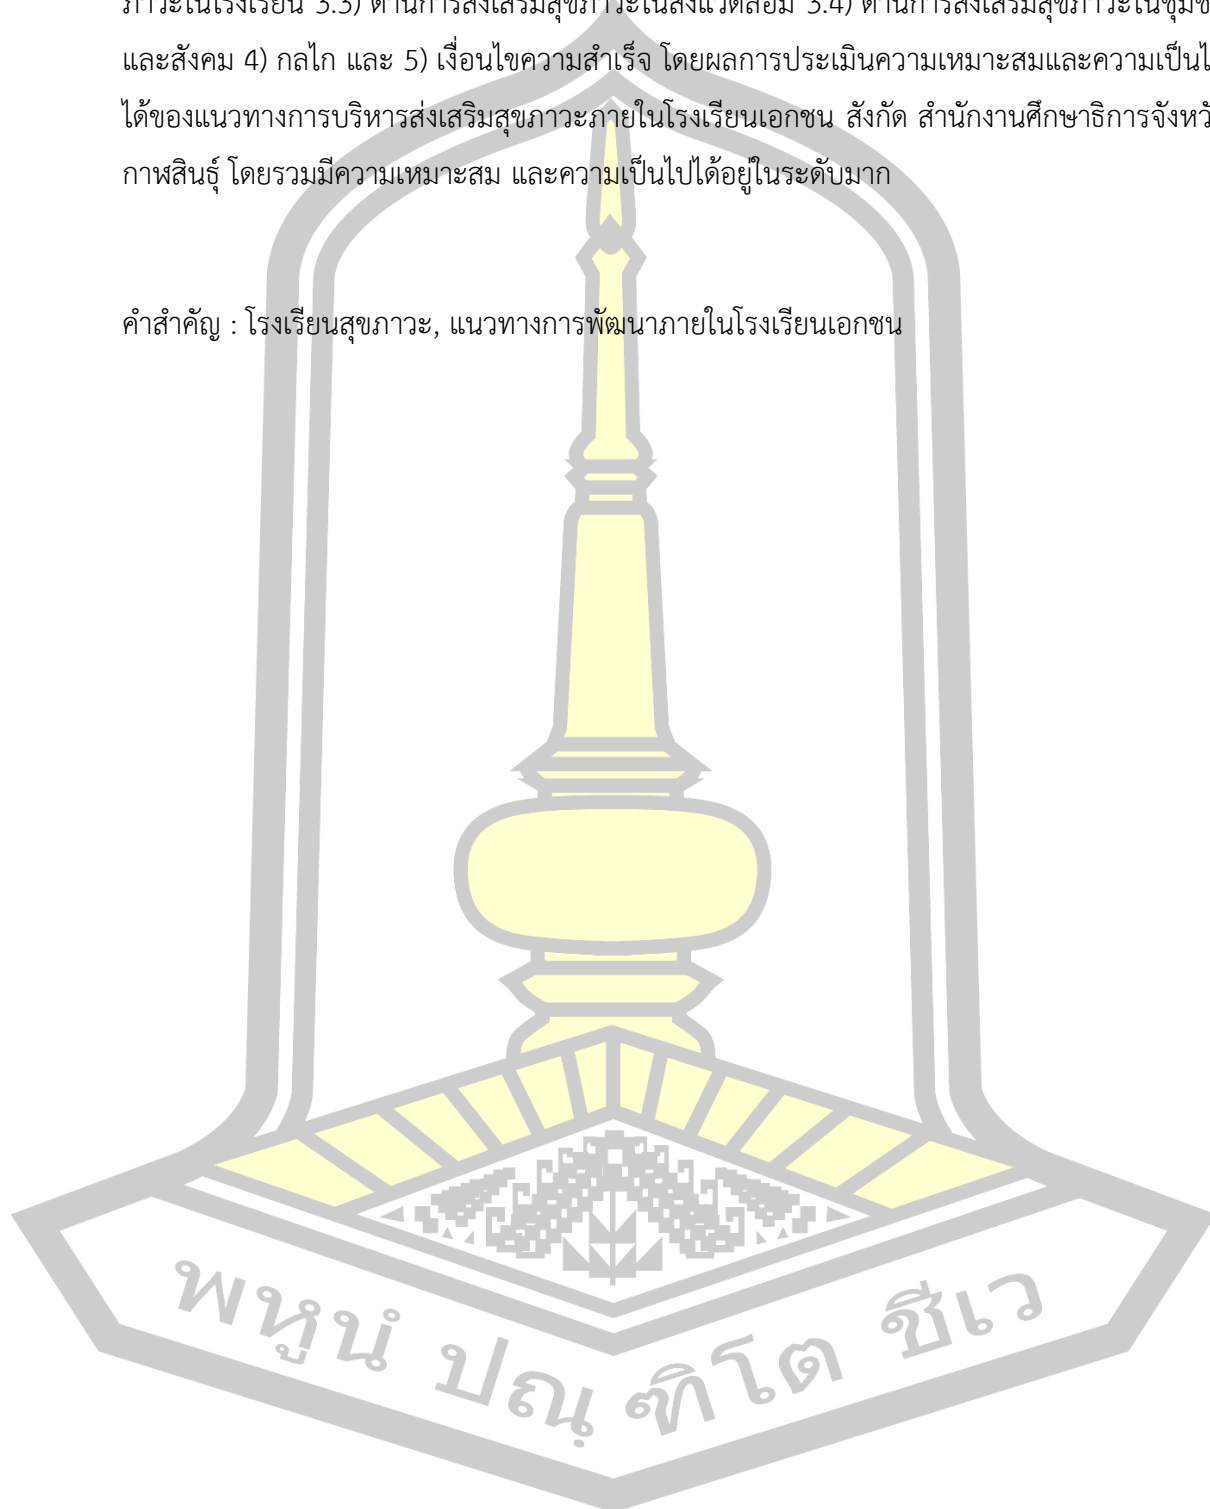 ภาวะในโรงเรียน 3.3) ด้านการส่งเสริมสุขภาวะในสิ่งแวดล้อม 3.4) ด้านการส่งเสริมสุขภาวะในชุมช
และสังคม 4) กลไก และ 5) เงื่อนไขความสำเร็จ โดยผลการประเมินความเหมาะสมและความเป็นไ
ได้ของแนวทางการบริหารส่งเสริมสุขภาวะภายในโรงเรียนเอกชน สังกัด สำนักงานศึกษาธิการจังหวั
กาฬสินธุ์ โดยรวมมีความเหมาะสม และความเป็นไปได้อยู่ในระดับมาก
คำสำคัญ : โรงเรียนสุขภาวะ, แนวทางการพัฒนาภายในโรงเรียนเอกชน
พหูนํ ปณฺ ฑิโต ชีเว